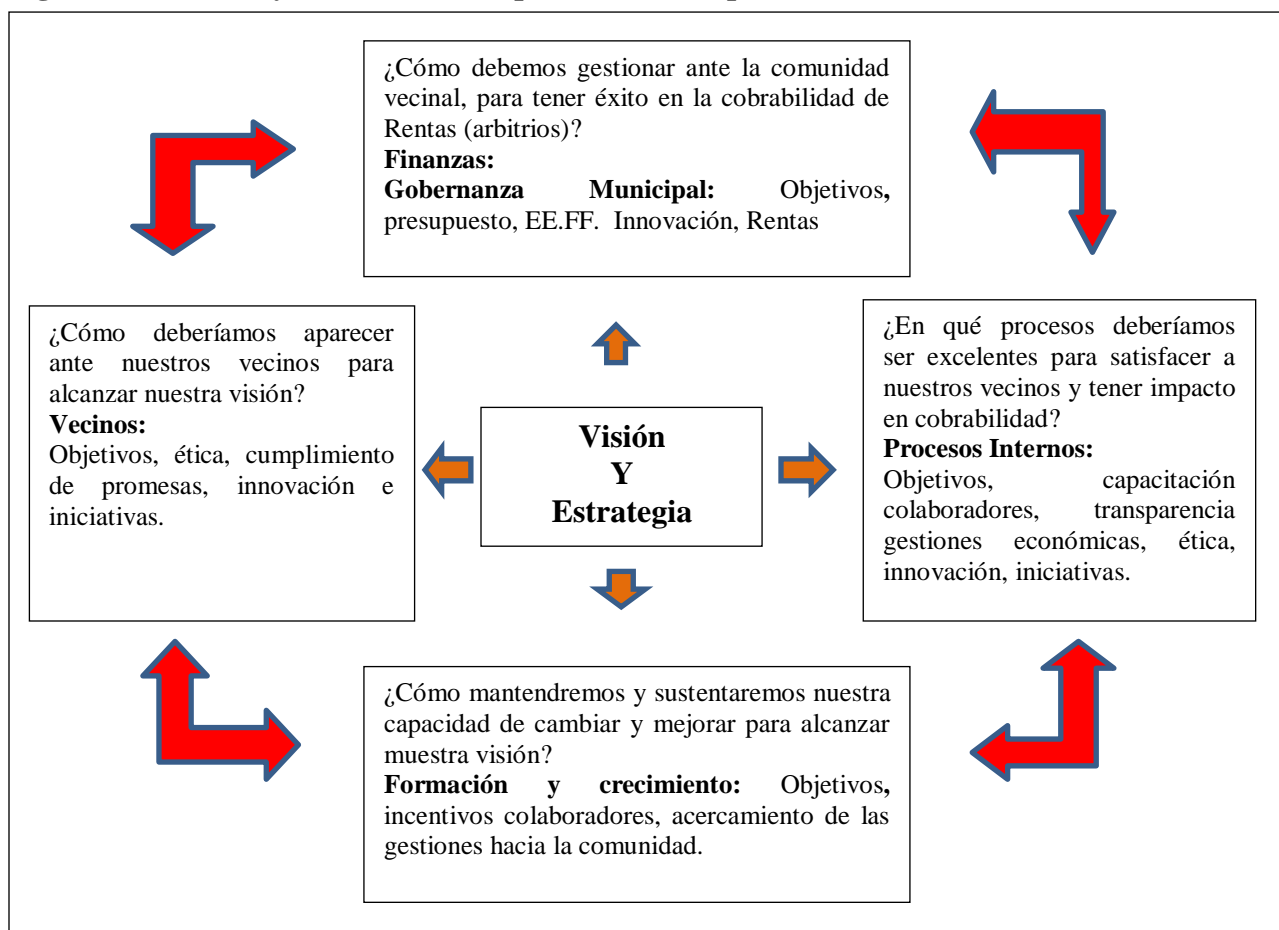 ¿Cómo debemos gestionar ante la comunidad
vecinal, para tener éxito en la cobrabilidad de
Rentas (arbitrios)?
Finanzas:
Gobernanza Municipal: Objetivos,
presupuesto, EE.FF. Innovación, Rentas
¿Cómo deberíamos aparecer
ante nuestros vecinos para
alcanzar nuestra visión?
Vecinos:
Objetivos, ética, cumplimiento
de promesas, innovación e
iniciativas.
Visión
Y
Estrategia
¿En qué procesos deberíamos
ser excelentes para satisfacer a
nuestros vecinos y tener impacto
en cobrabilidad?
Procesos Internos:
Objetivos, capacitación
colaboradores, transparencia
gestiones económicas, ética,
innovación, iniciativas.
¿Cómo mantendremos y sustentaremos nuestra
capacidad de cambiar y mejorar para alcanzar
muestra visión?
Formación y crecimiento: Objetivos,
incentivos colaboradores, acercamiento de las
gestiones hacia la comunidad.